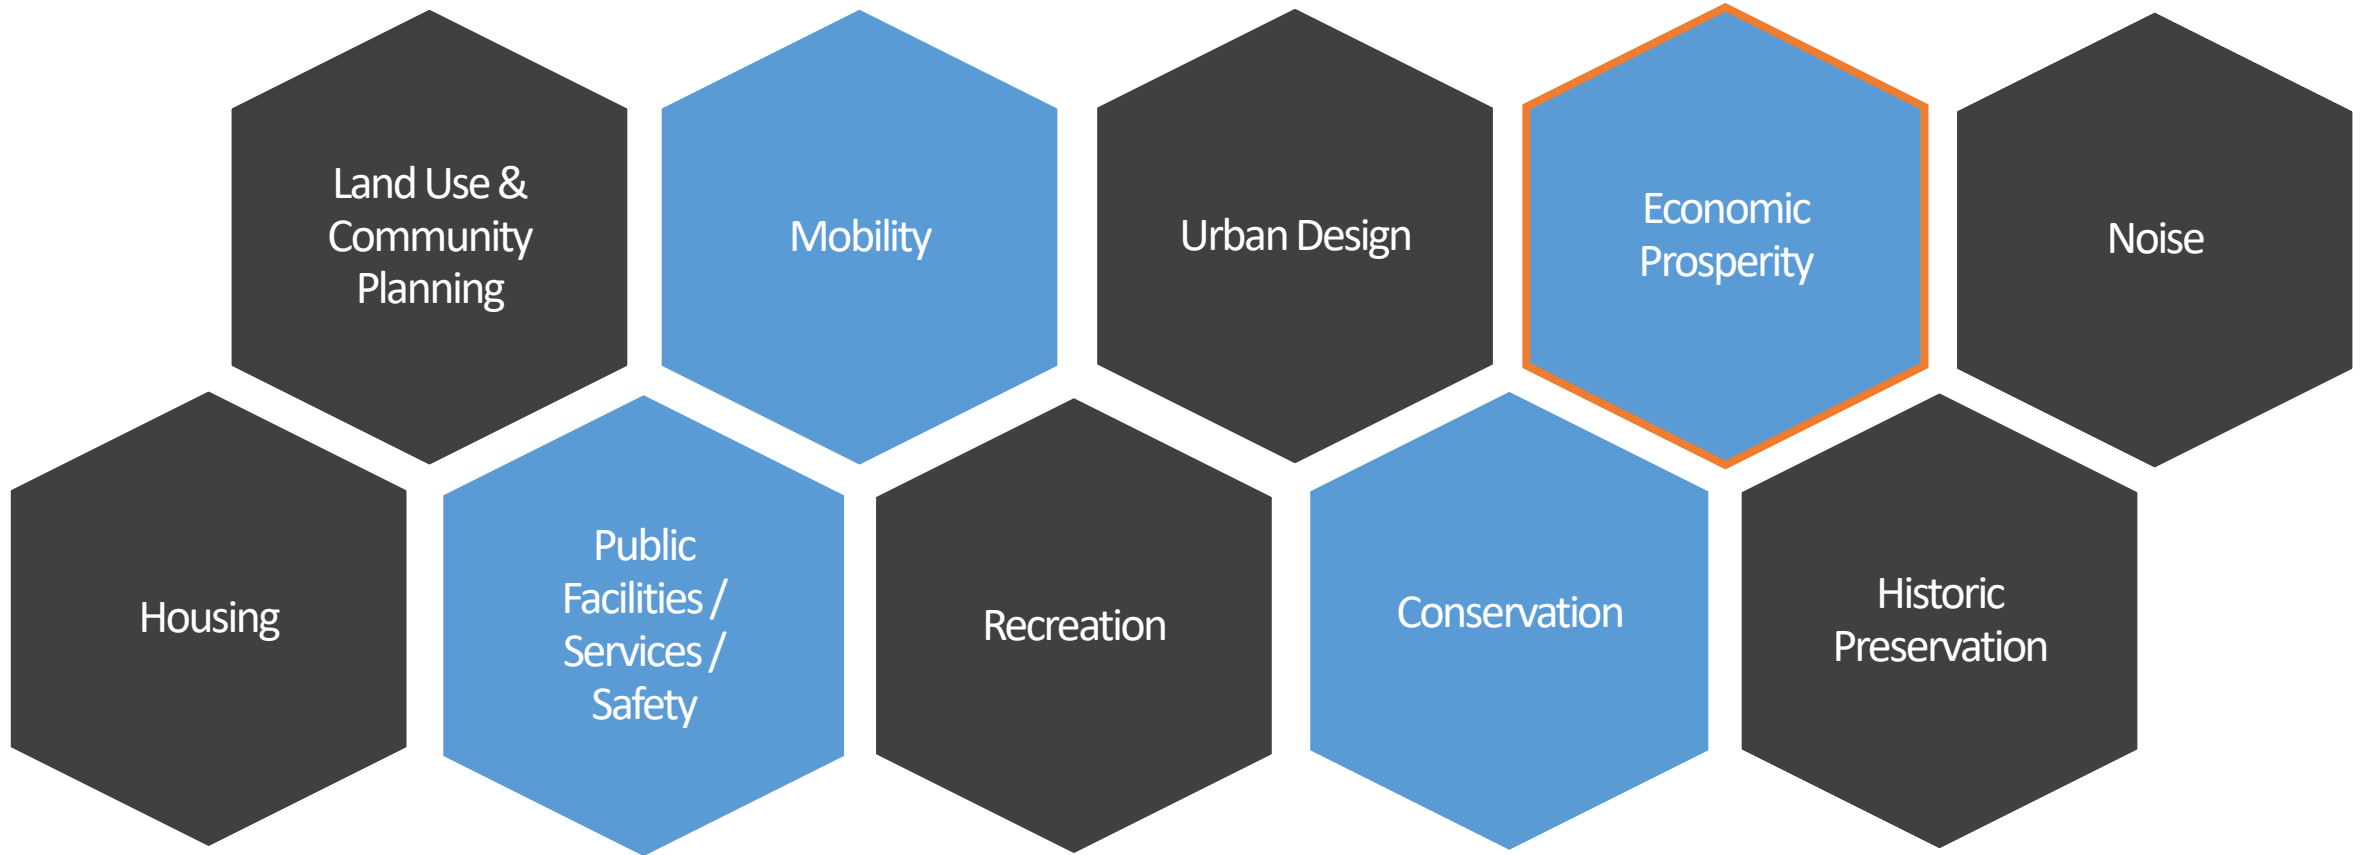 Land Use &
Community
Planning
Mobility
Urban Design
Economic
Prosperity
Noise
Housing
Public
Facilities /
Services /
Safety
Recreation
Conservation
Historic
Preservation